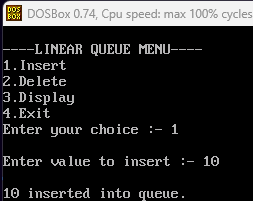 DOSBox 0.74, Cpu speed: max 100% cycles
----LINEAR QUEUE MENU----
1.Insert
2.Delete
3.Display
4.Exit
Enter your choice :- 1
Enter value to insert :- 10
10 inserted into queue.